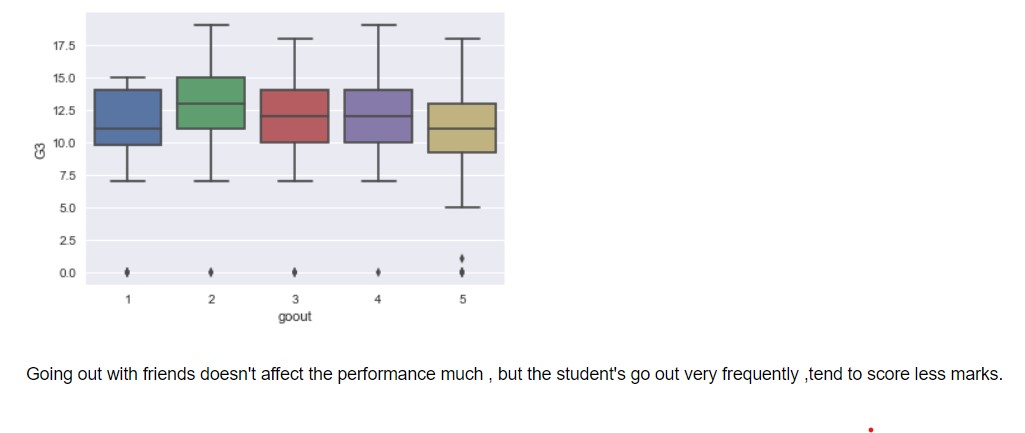 17.5
15.0
12.5
10.0
7.5
5.0
2.5
0.0
G3
1 2 3 4 5
goout
Going out with friends doesn't affect the performance much , but the student's go out very frequently ,tend to score less marks.